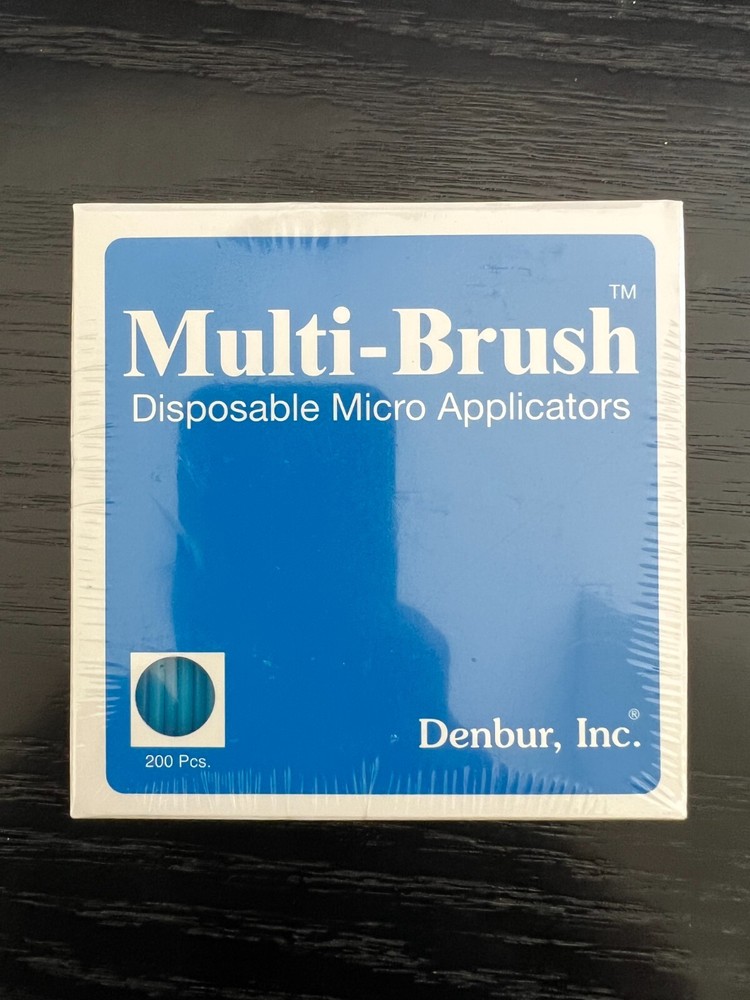 Multi-Brush™
Disposable Micro Applicators
200 Pcs.
Denbur, Inc.®